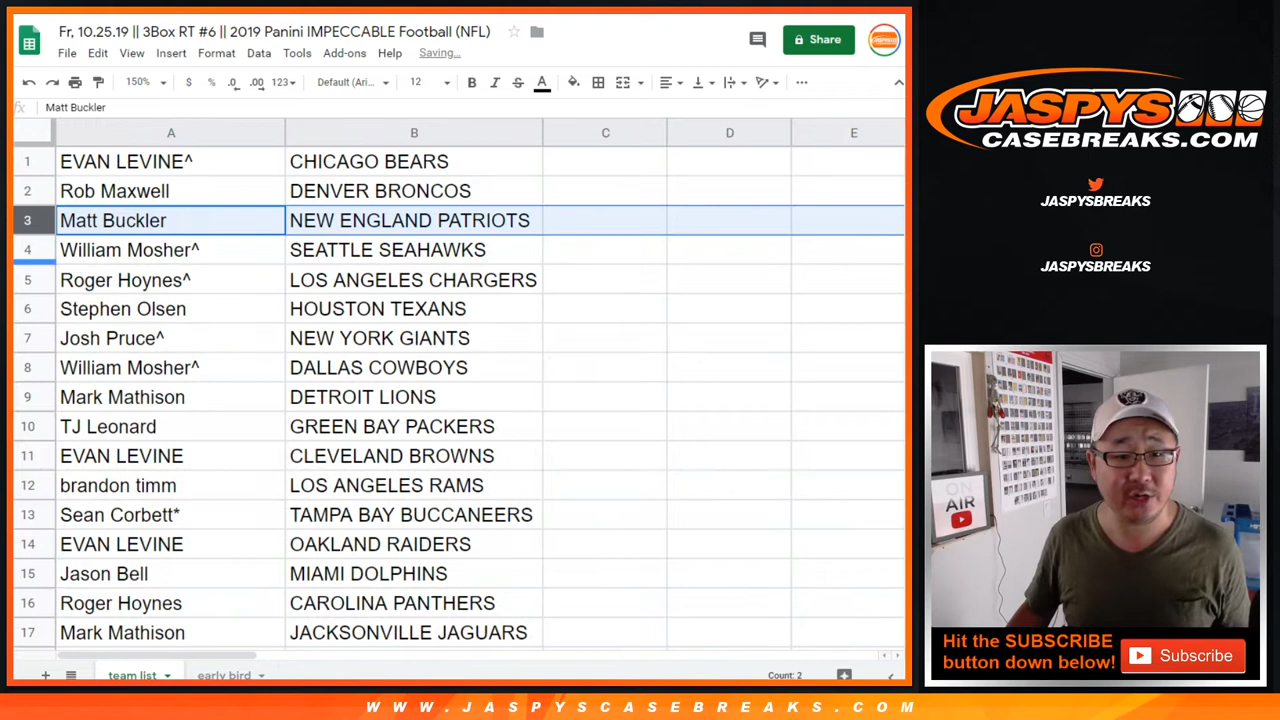 Fr, 10.25.19 || 3Box RT #6 || 2019 Panini IMPECCABLE Football (NFL)
File Edit View Insert Format Data Tools Add-ons Help Saving...
Share
150% $ % .0 .00 123 Default (Ari... 12 B I S A
fx Matt Buckler
A B C D E
1 EVAN LEVINE^ CHICAGO BEARS
2 Rob Maxwell DENVER BRONCOS
3 Matt Buckler NEW ENGLAND PATRIOTS
4 William Mosher^ SEATTLE SEAHAWKS
5 Roger Hoynes^ LOS ANGELES CHARGERS
6 Stephen Olsen HOUSTON TEXANS
7 Josh Pruce^ NEW YORK GIANTS
8 William Mosher^ DALLAS COWBOYS
9 Mark Mathison DETROIT LIONS
10 TJ Leonard GREEN BAY PACKERS
11 EVAN LEVINE CLEVELAND BROWNS
12 brandon timm LOS ANGELES RAMS
13 Sean Corbett* TAMPA BAY BUCCANEERS
14 EVAN LEVINE OAKLAND RAIDERS
15 Jason Bell MIAMI DOLPHINS
16 Roger Hoynes CAROLINA PANTHERS
17 Mark Mathison JACKSONVILLE JAGUARS
team list early bird Count: 2
JASPYS
CASEBREAKS.COM
JASPYSBREAKS
JASPYSBREAKS
ON
AIR
Hit the SUBSCRIBE
button down below!
Subscribe
WWW.JASPYSCASEBREAKS.COM